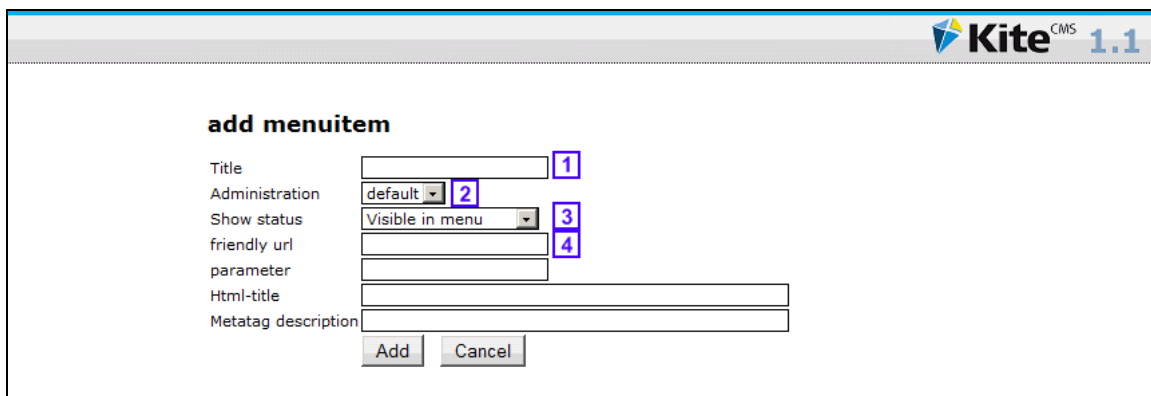 Kite CMS 1.1
add menuitem
Title 1
Administration default 2
Show status Visible in menu 3
friendly url 4
parameter
Html-title
Metatag description
Add Cancel